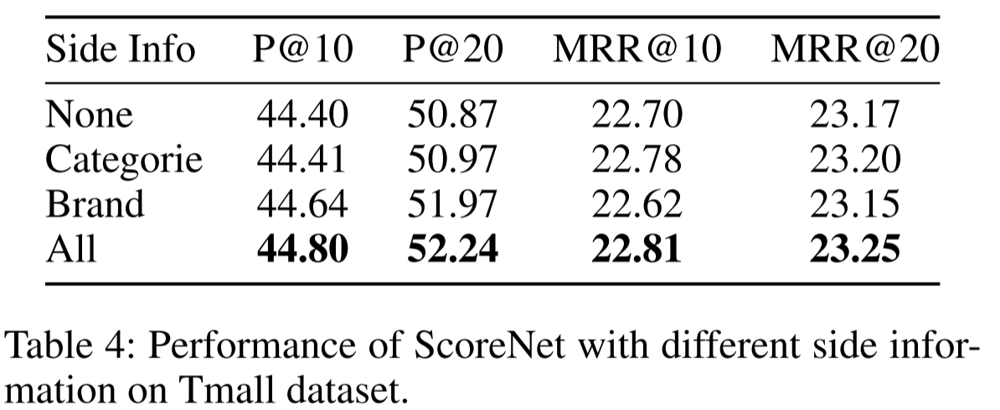 Side Info P@10 P@20 MRR@10 MRR@20
None 44.40 50.87 22.70 23.17
Categorie 44.41 50.97 22.78 23.20
Brand 44.64 51.97 22.62 23.15
All 44.80 52.24 22.81 23.25
Table 4: Performance of ScoreNet with different side infor-
mation on Tmall dataset.